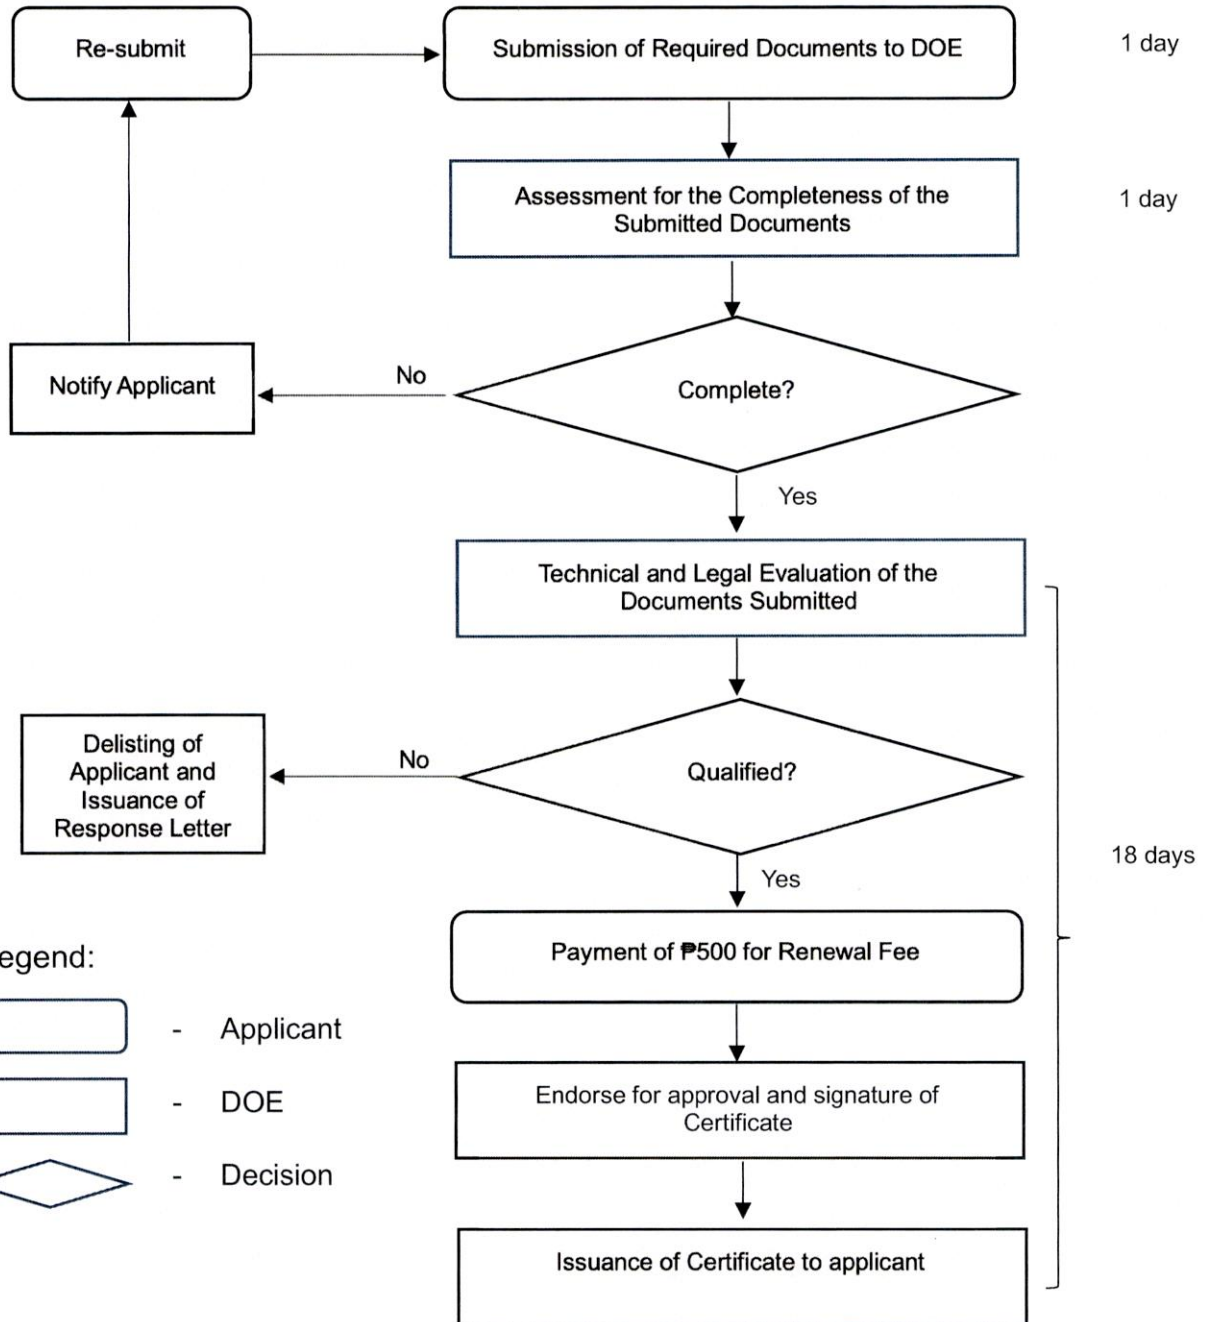 Re-submit
Submission of Required Documents to DOE
1 day
Assessment for the Completeness of the
Submitted Documents
1 day
Notify Applicant
No
Complete?
Yes
Technical and Legal Evaluation of the
Documents Submitted
Delisting of
Applicant and
Issuance of
Response Letter
No
Qualified?
18 days
Yes
Payment of ₱500 for Renewal Fee
egend:
- Applicant
Endorse for approval and signature of
Certificate
- DOE
- Decision
Issuance of Certificate to applicant